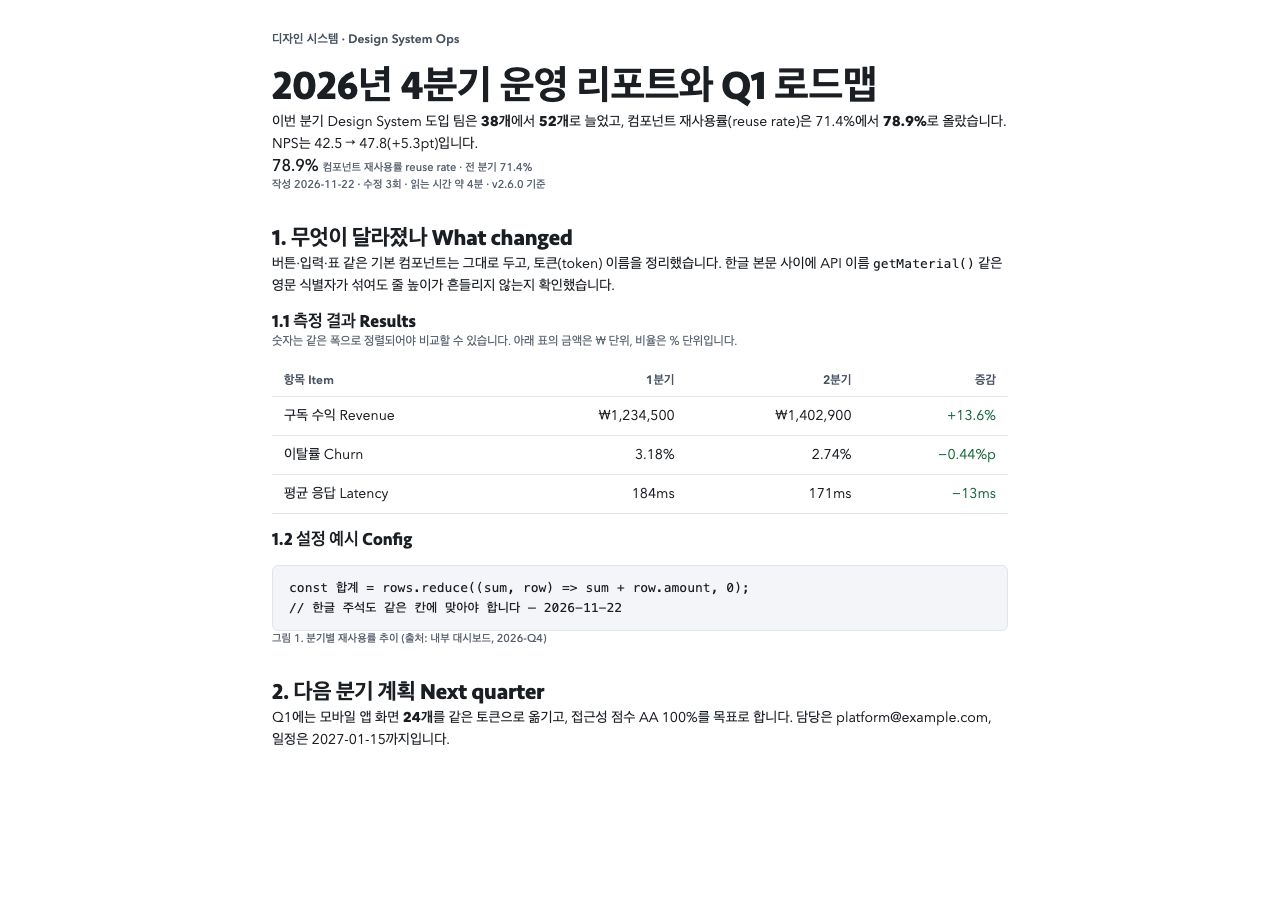 디자인 시스템 · Design System Ops
2026년 4분기 운영 리포트와 Q1 로드맵
이번 분기 Design System 도입 팀은 38개에서 52개로 늘었고, 컴포넌트 재사용률(reuse rate)은 71.4%에서 78.9%로 올랐습니다.
NPS는 42.5 → 47.8(+5.3pt)입니다.
78.9% 컴포넌트 재사용률 reuse rate · 전 분기 71.4%
작성 2026-11-22 · 수정 3회 · 읽는 시간 약 4분 · v2.6.0 기준
1. 무엇이 달라졌나 What changed
버튼·입력·표 같은 기본 컴포넌트는 그대로 두고, 토큰(token) 이름을 정리했습니다. 한글 본문 사이에 API 이름 getMaterial() 같은
영문 식별자가 섞여도 줄 높이가 흔들리지 않는지 확인했습니다.
1.1 측정 결과 Results
숫자는 같은 폭으로 정렬되어야 비교할 수 있습니다. 아래 표의 금액은 ₩ 단위, 비율은 % 단위입니다.
항목 Item 1분기 2분기 증감
구독 수익 Revenue ₩1,234,500 ₩1,402,900 +13.6%
이탈률 Churn 3.18% 2.74% −0.44%p
평균 응답 Latency 184ms 171ms −13ms
1.2 설정 예시 Config
const 합계 = rows.reduce((sum, row) => sum + row.amount, 0);
// 한글 주석도 같은 칸에 맞아야 합니다 — 2026-11-22
그림 1. 분기별 재사용률 추이 (출처: 내부 대시보드, 2026-Q4)
2. 다음 분기 계획 Next quarter
Q1에는 모바일 앱 화면 24개를 같은 토큰으로 옮기고, 접근성 점수 AA 100%를 목표로 합니다. 담당은 platform@example.com,
일정은 2027-01-15까지입니다.